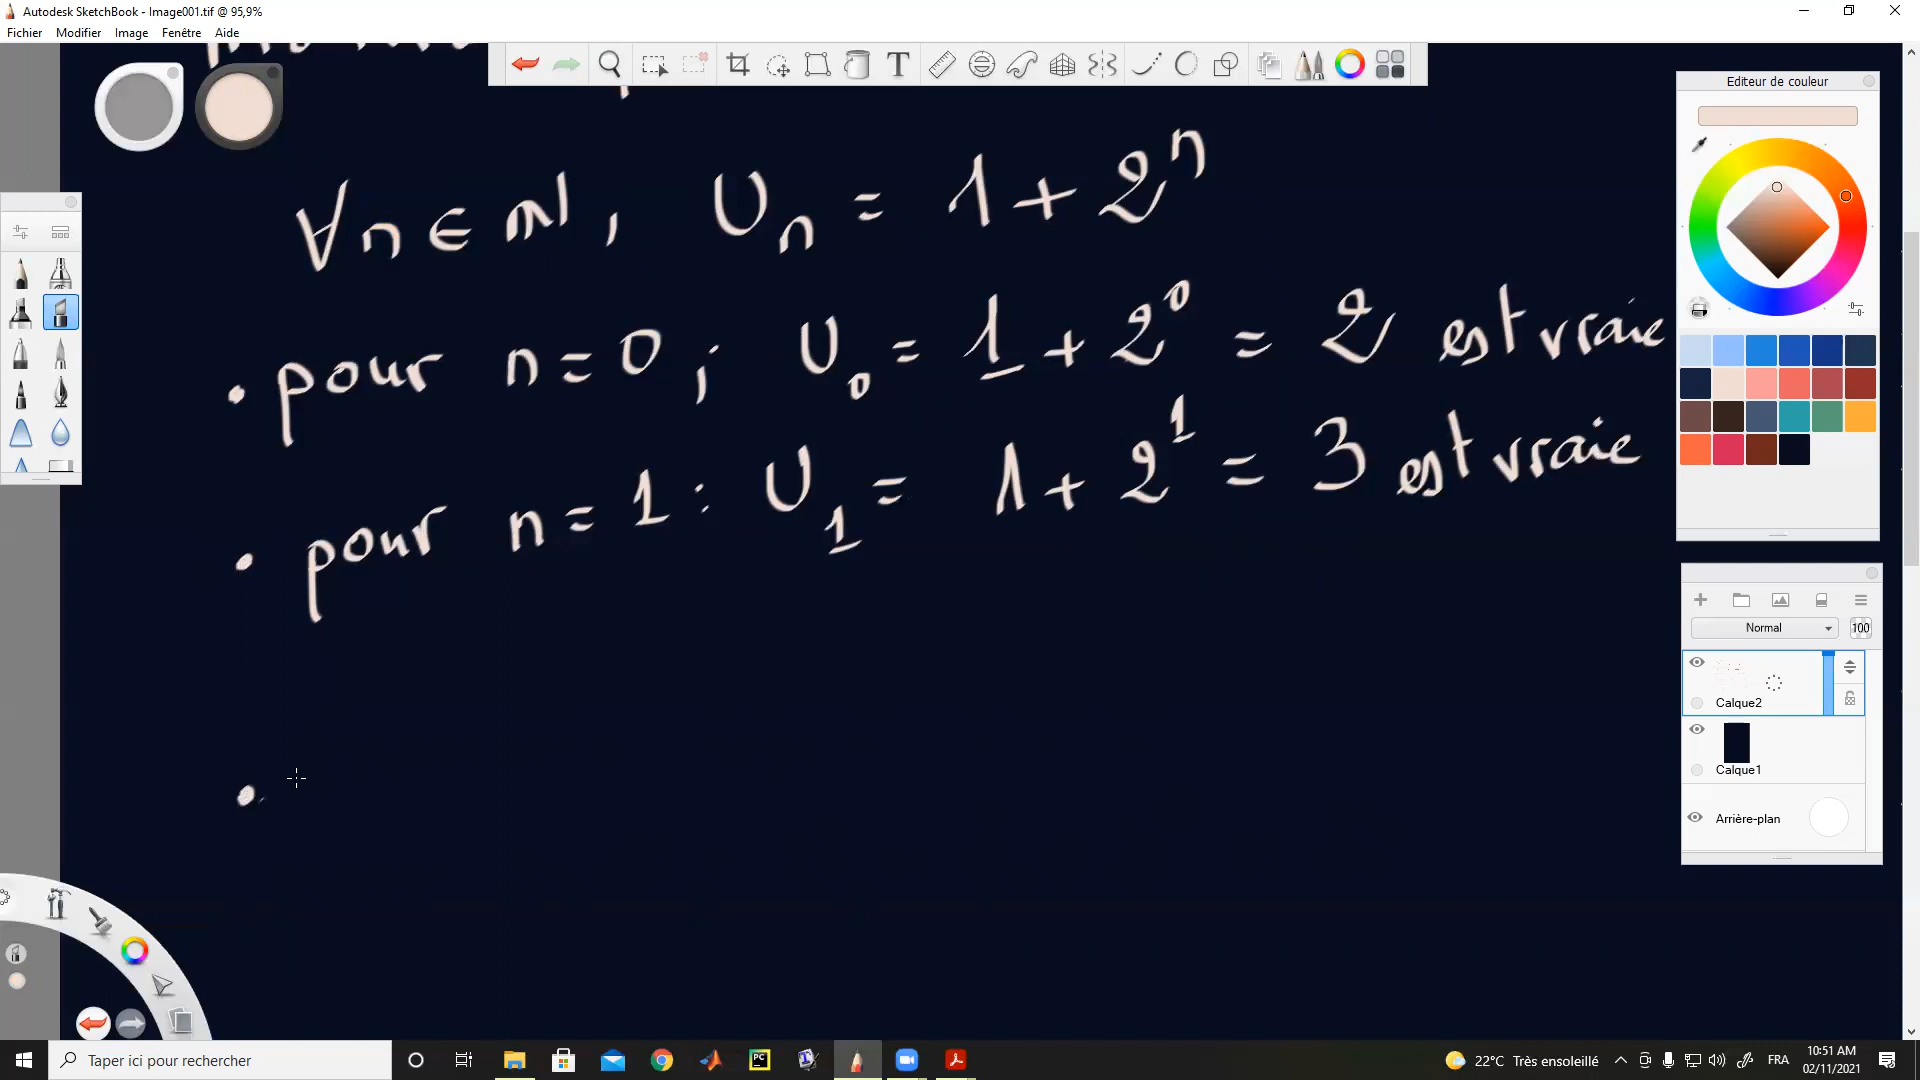 Autodesk SketchBook - Image001.tif @ 95,9%
Fichier Modifier Image Fenêtre Aide
Editeur de couleur
∀n ∈ ℕ, Uₙ = 1 + 2ⁿ
• pour n = 0 ; U₀ = 1 + 2⁰ = 2 est vraie
• pour n = 1 : U₁ = 1 + 2¹ = 3 est vraie
•
Normal 100
Calque2
Calque1
Arrière-plan
Taper ici pour rechercher
PC
22°C Très ensoleillé
FRA
10:51 AM
02/11/2021